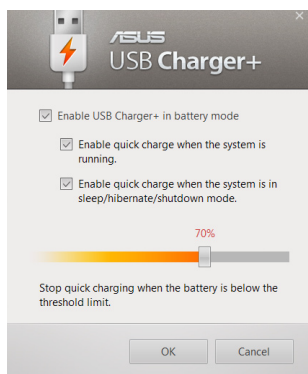 ASUS
USB Charger+
Enable USB Charger+ in battery mode
Enable quick charge when the system is
running.
Enable quick charge when the system is in
sleep/hibernate/shutdown mode.
70%
Stop quick charging when the battery is below the
threshold limit.
OK Cancel